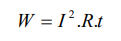 W = I².R.t